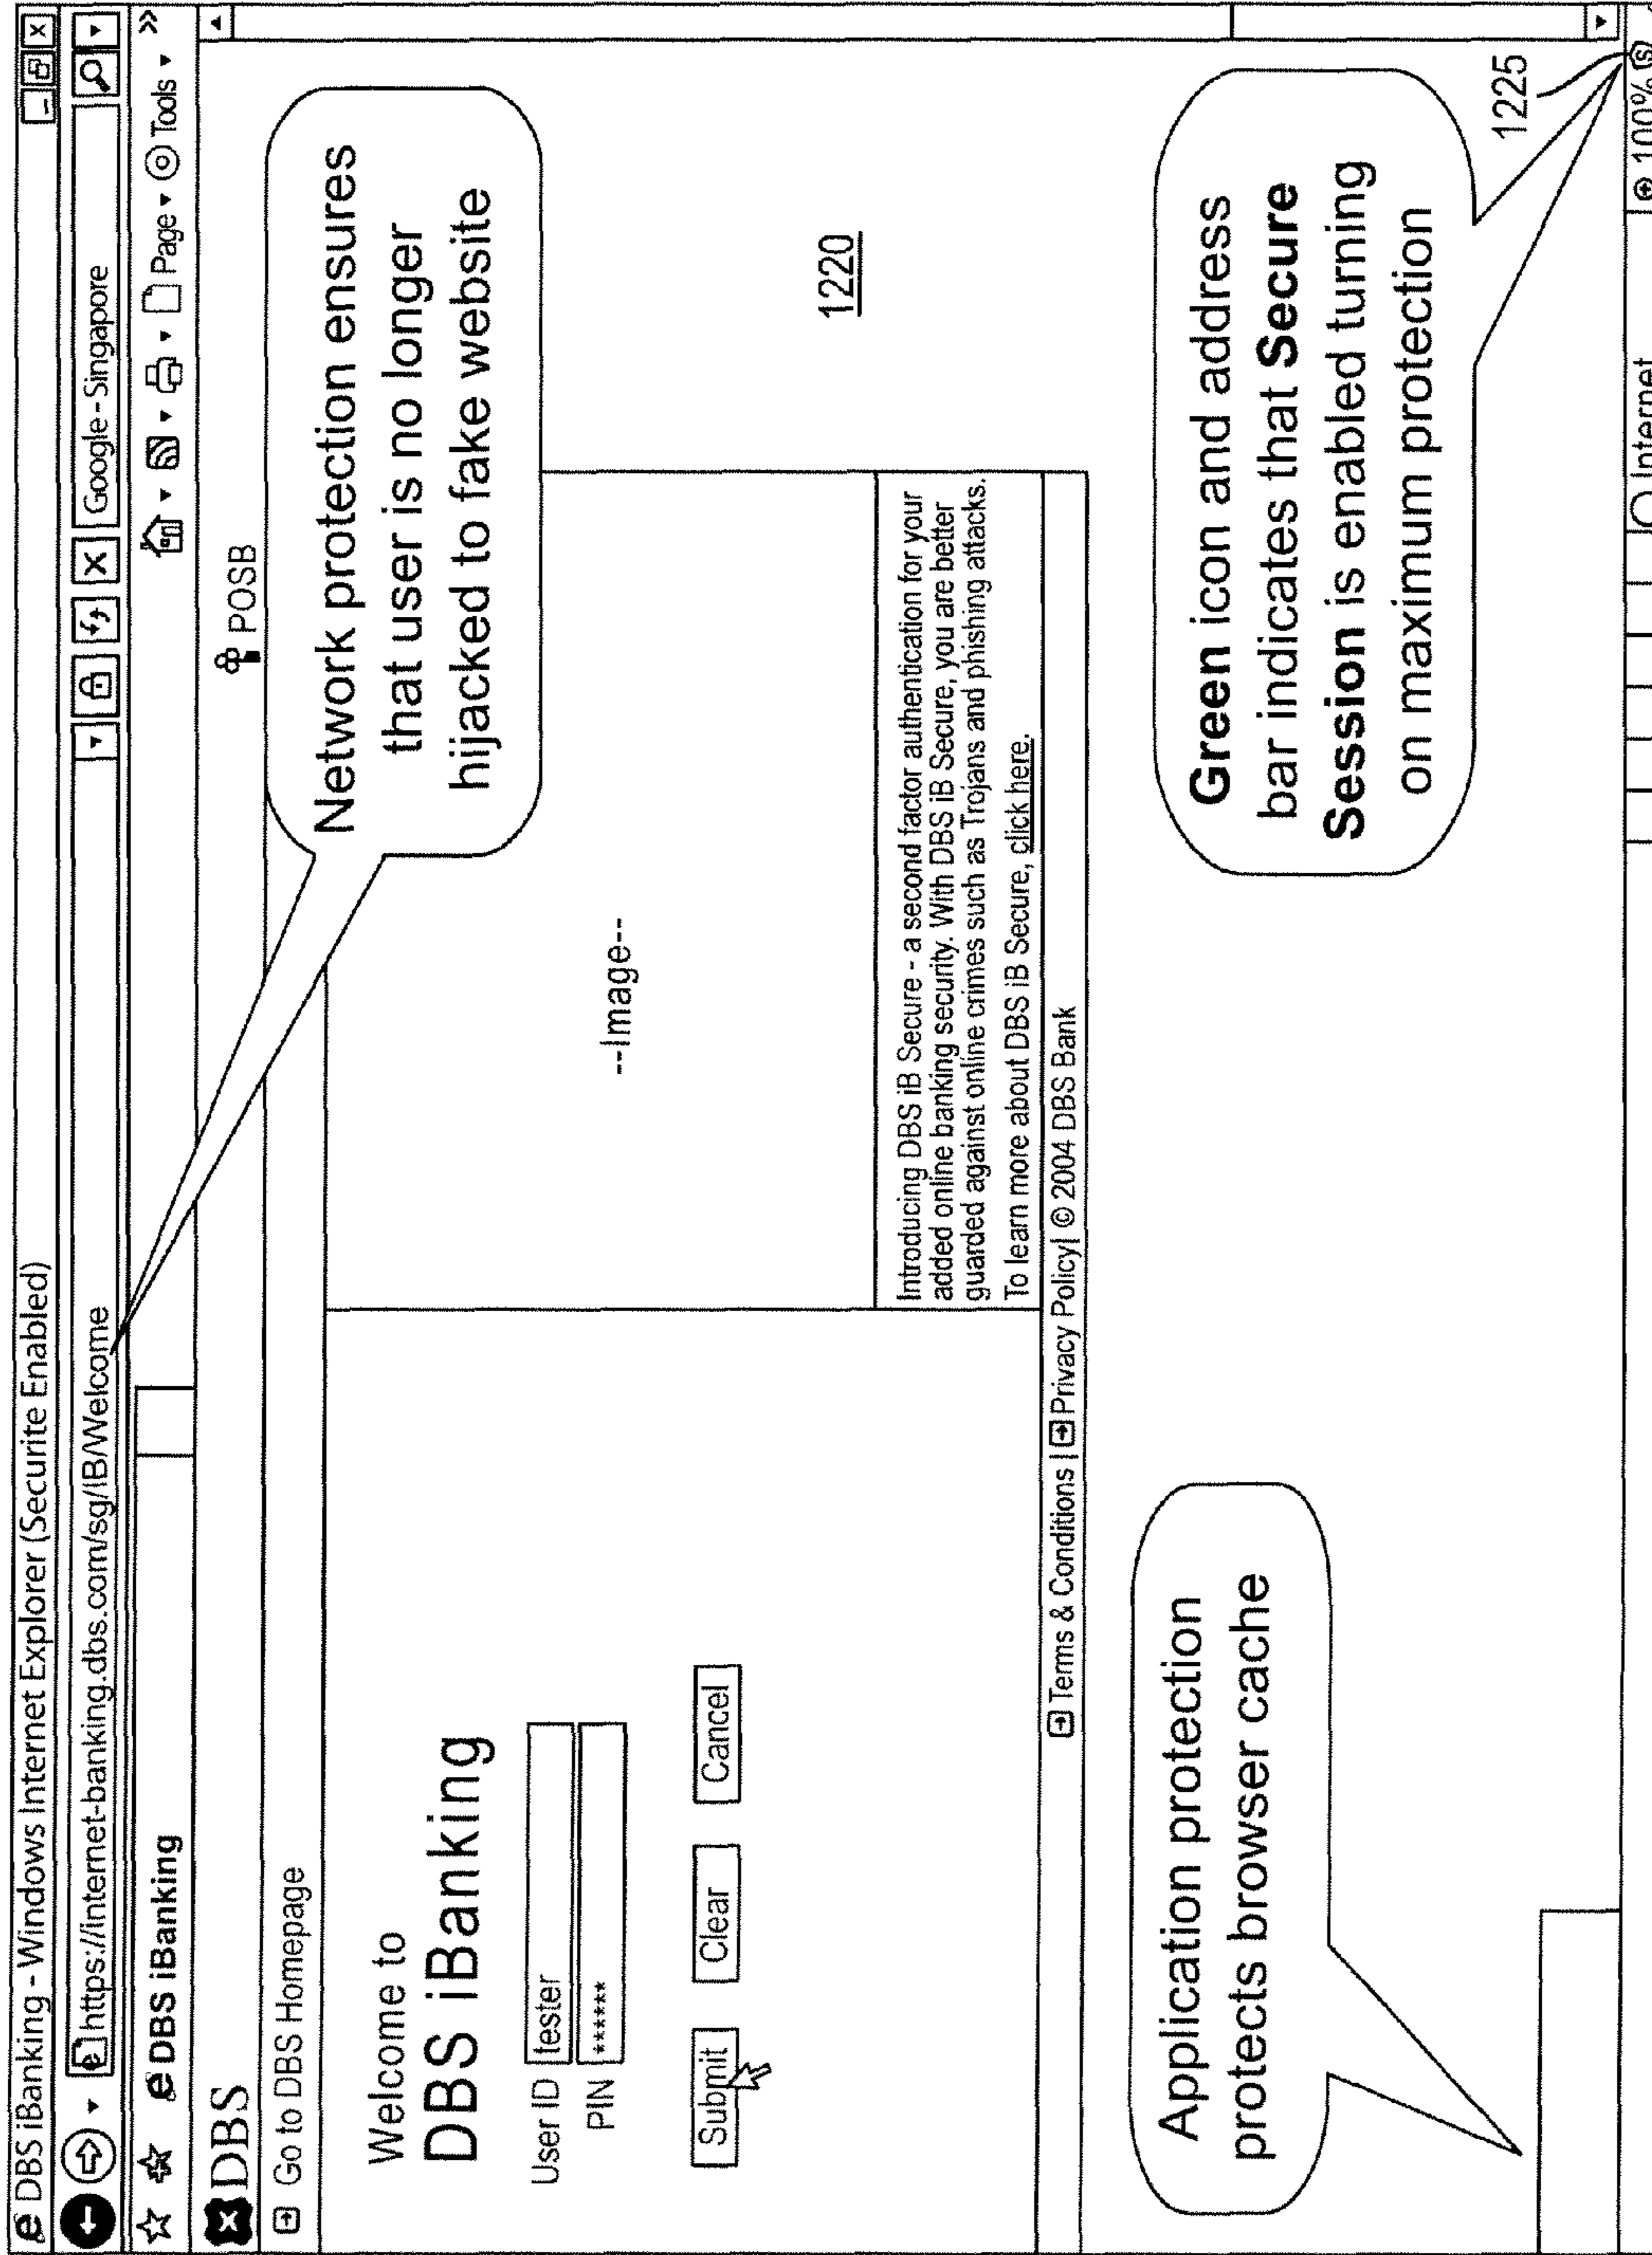 DBS iBanking - Windows Internet Explorer (Securite Enabled)
https://internet-banking.dbs.com/sg/IB/Welcome
Google - Singapore
DBS iBanking
Page
Tools
»
DBS
POSB
Go to DBS Homepage
Network protection ensures
that user is no longer
hijacked to fake website
Welcome to
DBS iBanking
User ID tester
PIN ******
Submit Clear Cancel
--Image--
1220
Introducing DBS iB Secure - a second factor authentication for your
added online banking security. With DBS iB Secure, you are better
guarded against online crimes such as Trojans and phishing attacks.
To learn more about DBS iB Secure, click here.
Terms & Conditions | Privacy Policy| © 2004 DBS Bank
Application protection
protects browser cache
Green icon and address
bar indicates that Secure
Session is enabled turning
on maximum protection
1225
Internet
100%
S